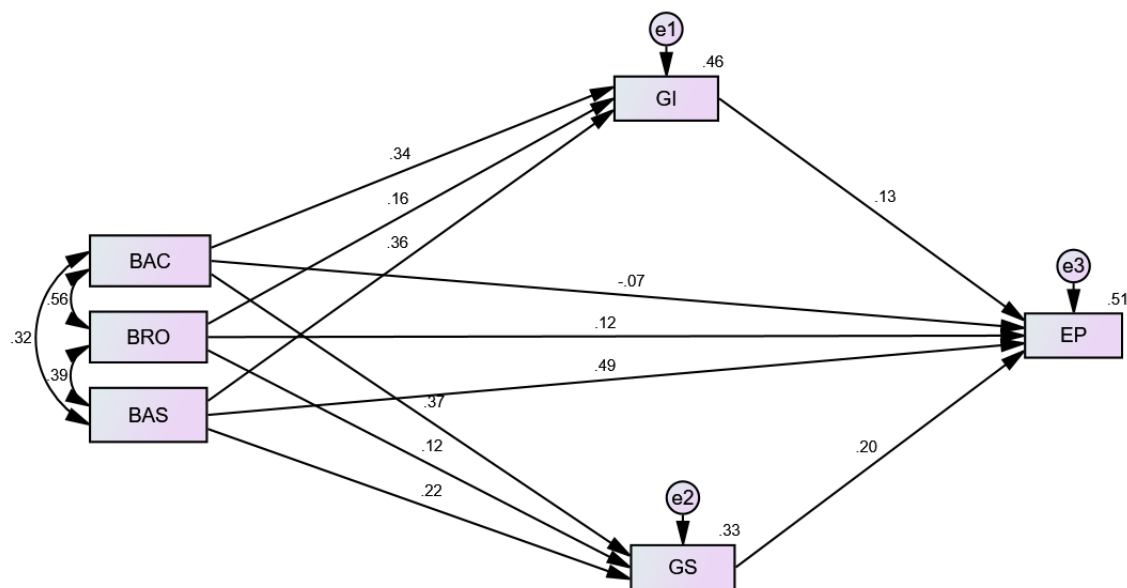 e1
.46
GI
.34
.16
.13
.36
BAC
e3
-.07
.56
.51
.12
.32
BRO
EP
.49
.39
.37
BAS
.12
.20
.22
e2
.33
GS